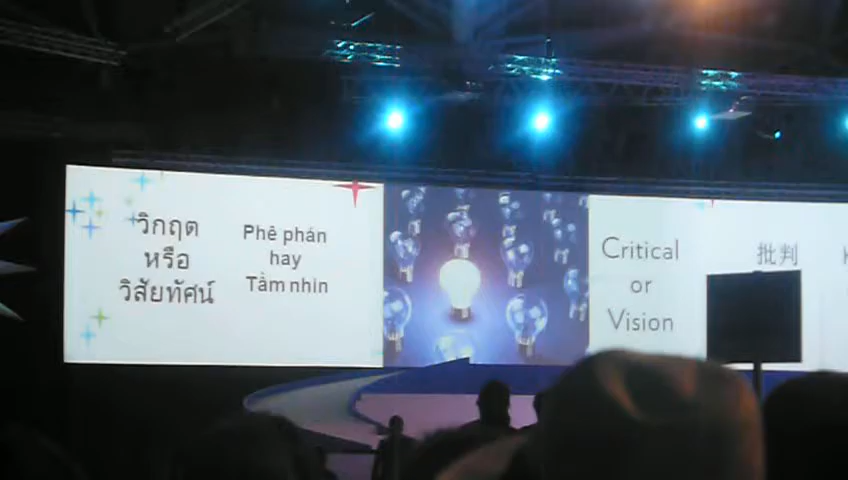 วิกฤต
หรือ
วิสัยทัศน์
Phê phán
hay
Tầm nhìn
Critical
or
Vision
批判